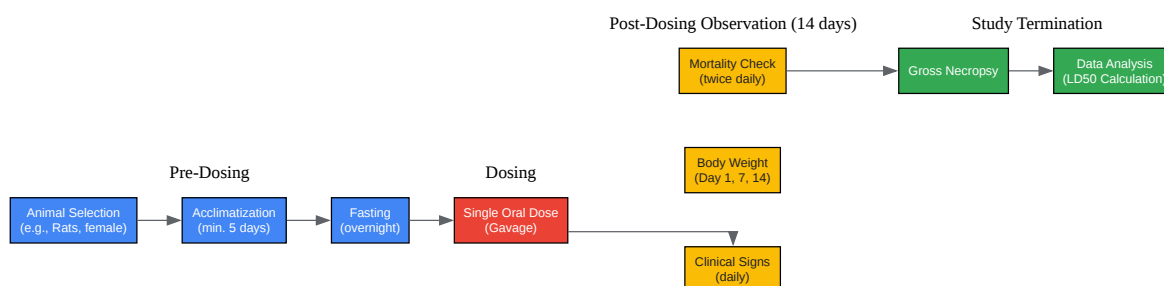 Post-Dosing Observation (14 days)
Study Termination
Mortality Check
(twice daily)
Gross Necropsy
Data Analysis
(LD50 Calculation)
Body Weight
(Day 1, 7, 14)
Pre-Dosing
Dosing
Animal Selection
(e.g., Rats, female)
Acclimatization
(min. 5 days)
Fasting
(overnight)
Single Oral Dose
(Gavage)
Clinical Signs
(daily)